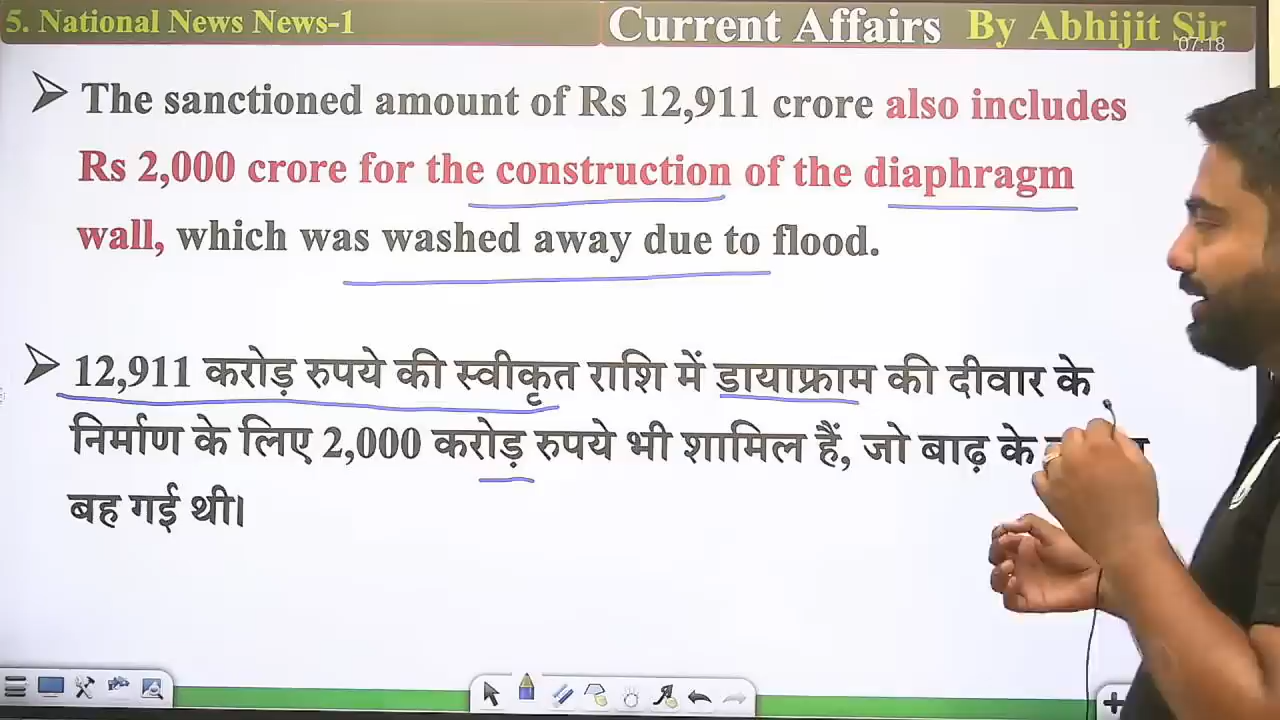 5. National News News-1
Current Affairs By Abhijit Sir
07:18
The sanctioned amount of Rs 12,911 crore also includes
Rs 2,000 crore for the construction of the diaphragm
wall, which was washed away due to flood.
12,911 करोड़ रुपये की स्वीकृत राशि में डायाफ्राम की दीवार के
निर्माण के लिए 2,000 करोड़ रुपये भी शामिल हैं, जो बाढ़ के
बह गई थी।